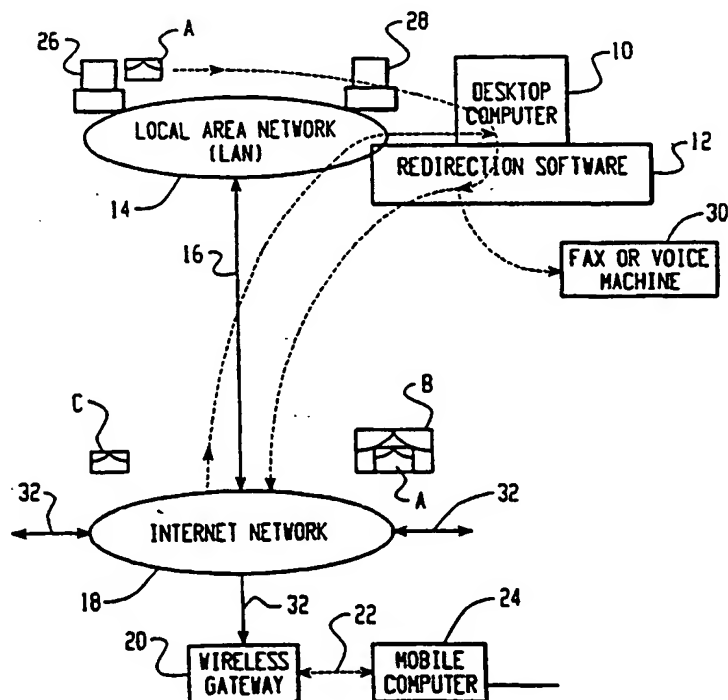 26
A
28
10
DESKTOP
COMPUTER
LOCAL AREA NETWORK
(LAN)
12
REDIRECTION SOFTWARE
14
30
16
FAX OR VOICE
MACHINE
C
B
A
32
32
INTERNET NETWORK
18
32
22
24
20
WIRELESS
GATEWAY
MOBILE
COMPUTER